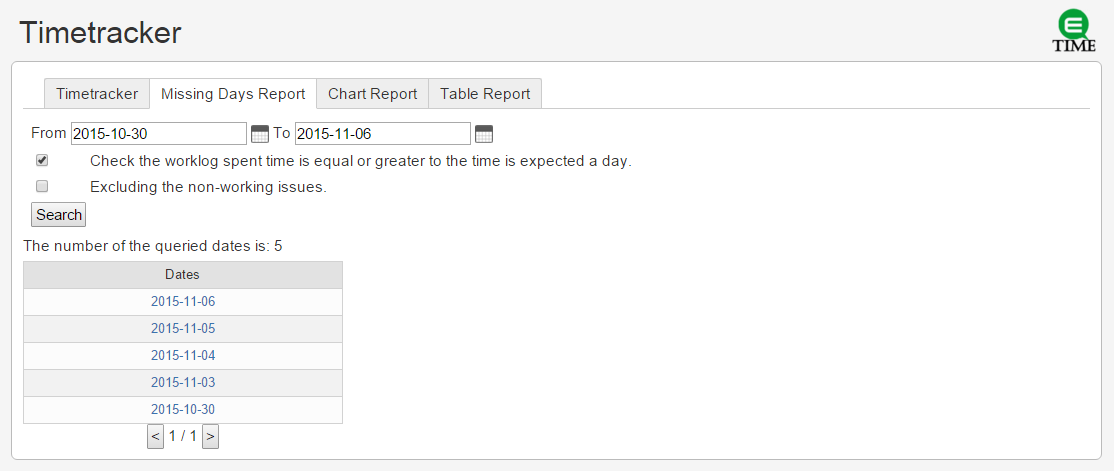 Timetracker
E
TIME
Timetracker Missing Days Report Chart Report Table Report
From 2015-10-30 To 2015-11-06
Check the worklog spent time is equal or greater to the time is expected a day.
Excluding the non-working issues.
Search
The number of the queried dates is: 5
Dates
2015-11-06
2015-11-05
2015-11-04
2015-11-03
2015-10-30
< 1 / 1 >